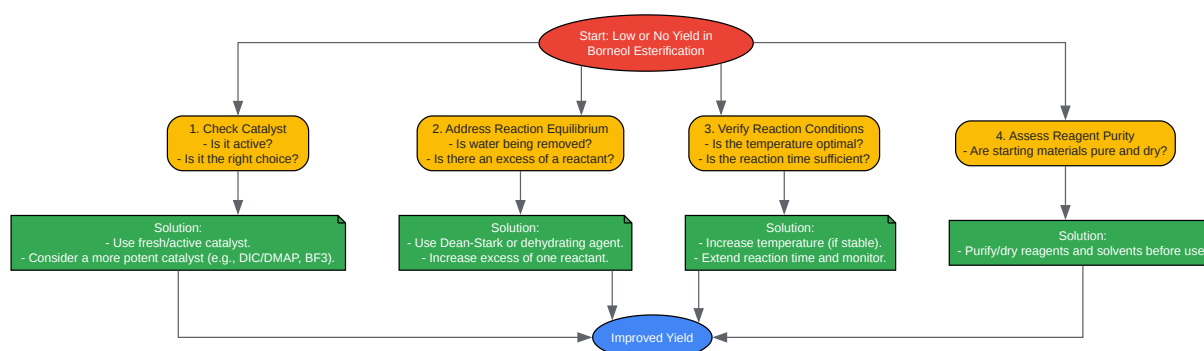 Start: Low or No Yield in
Borneol Esterification
1. Check Catalyst
- Is it active?
- Is it the right choice?
2. Address Reaction Equilibrium
- Is water being removed?
- Is there an excess of a reactant?
3. Verify Reaction Conditions
- Is the temperature optimal?
- Is the reaction time sufficient?
4. Assess Reagent Purity
- Are starting materials pure and dry?
Solution:
- Use fresh/active catalyst.
- Consider a more potent catalyst (e.g., DIC/DMAP, BF3).
Solution:
- Use Dean-Stark or dehydrating agent.
- Increase excess of one reactant.
Solution:
- Increase temperature (if stable).
- Extend reaction time and monitor.
Solution:
- Purify/dry reagents and solvents before use
Improved Yield